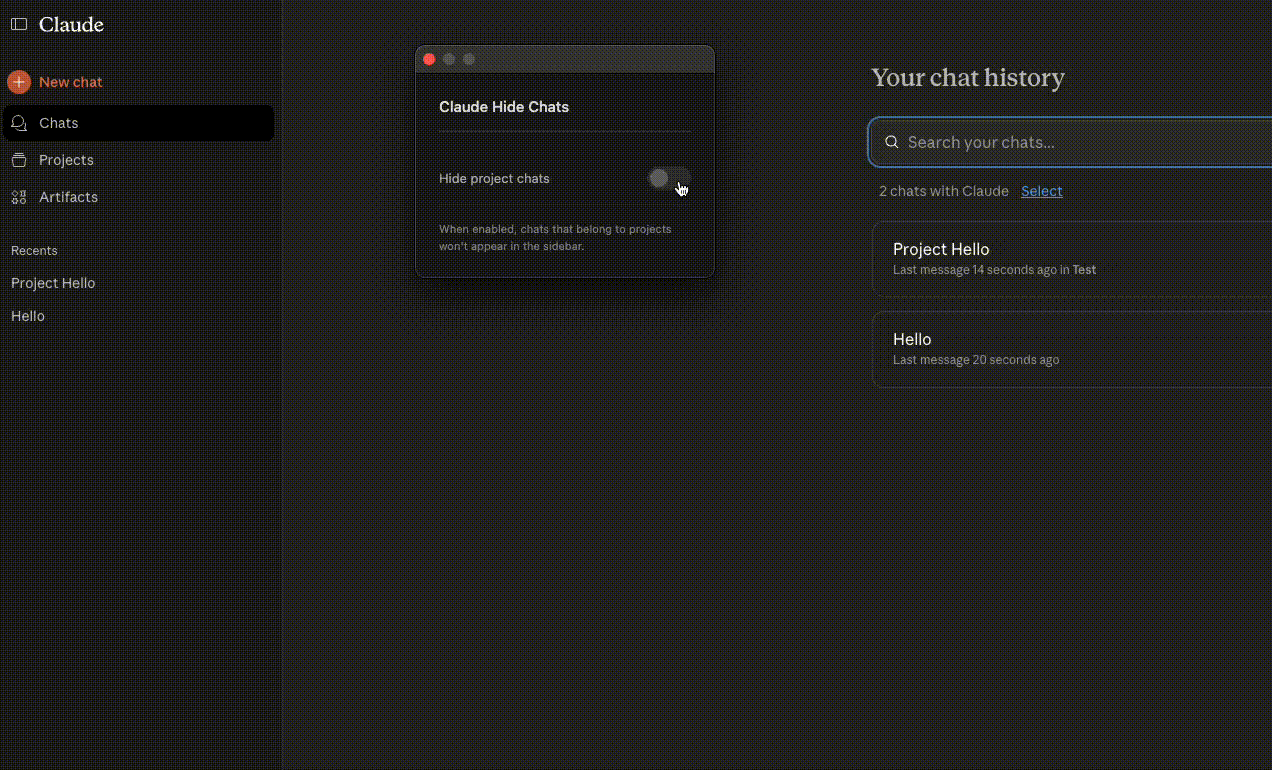 Claude
New chat
Chats
Projects
Artifacts
Recents
Project Hello
Hello
Claude Hide Chats
Hide project chats
When enabled, chats that belong to projects
won't appear in the sidebar.
Your chat history
Search your chats...
2 chats with Claude Select
Project Hello
Last message 14 seconds ago in Test
Hello
Last message 20 seconds ago